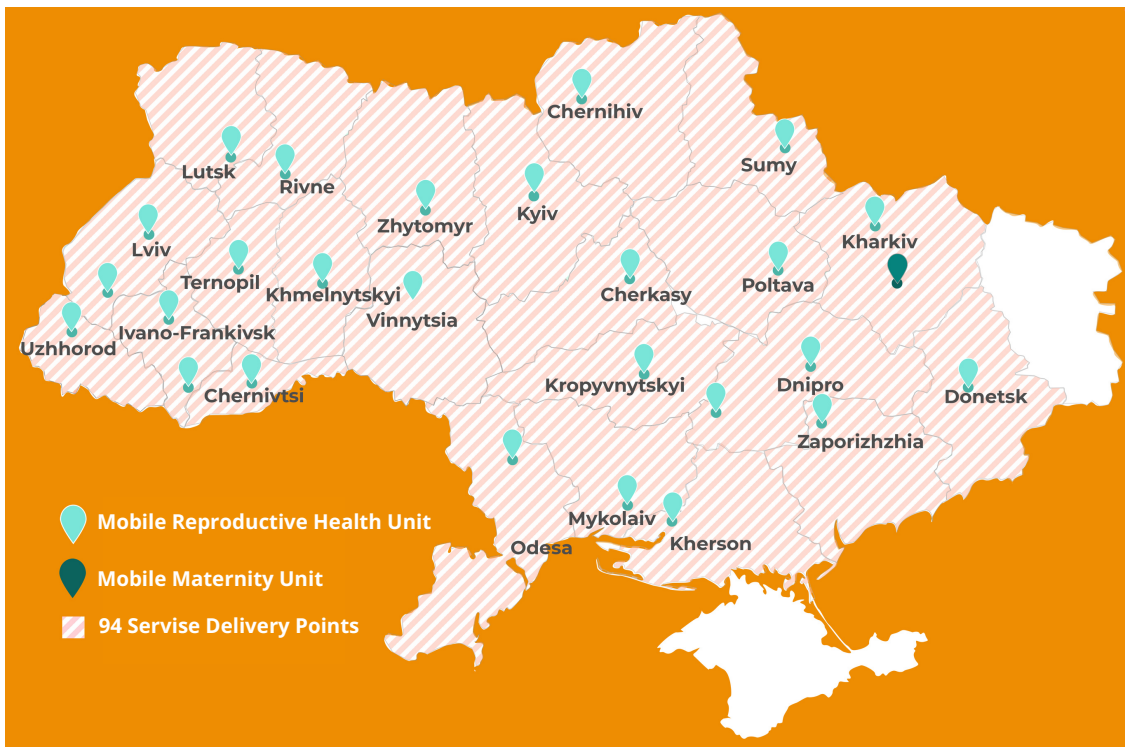 Chernihiv
Sumy
Lutsk
Rivne
Kyiv
Zhytomyr
Kharkiv
Lviv
Ternopil
Khmelnytskyi
Cherkasy
Poltava
Vinnytsia
Ivano-Frankivsk
Uzhhorod
Kropyvnytskyi
Dnipro
Chernivtsi
Donetsk
Zaporizhzhia
Mykolaiv
Kherson
Odesa
Mobile Reproductive Health Unit
Mobile Maternity Unit
94 Servise Delivery Points